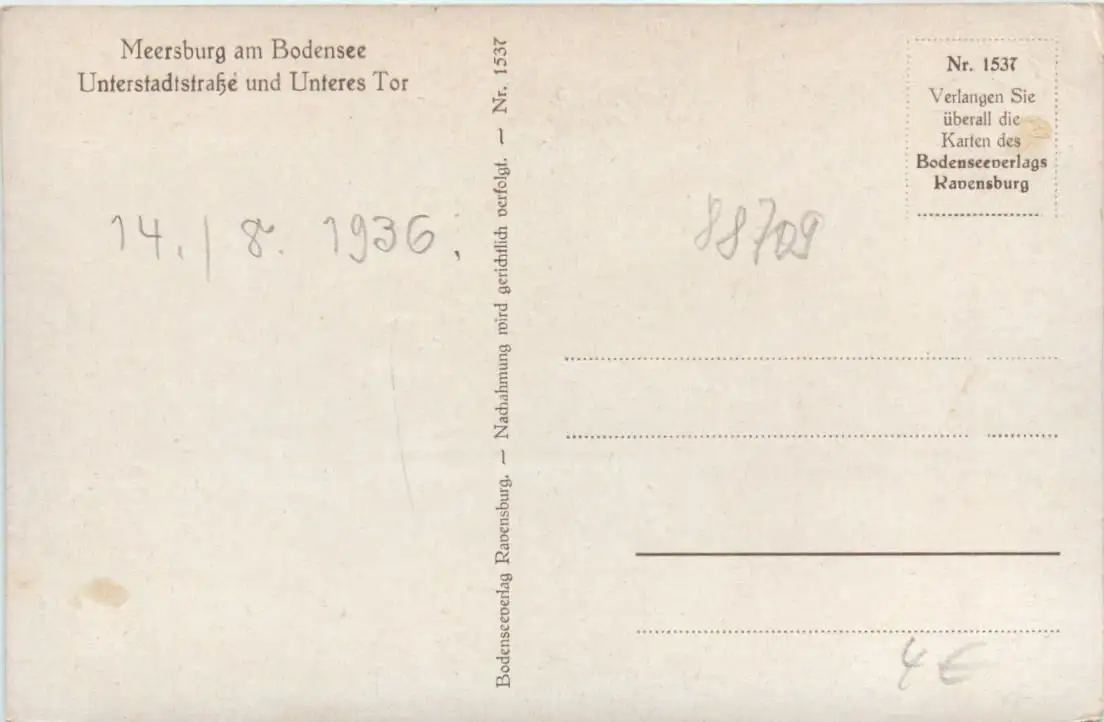 Meersburg am Bodensee
Unterstadtstraße und Unteres Tor
14./8. 1936.
Bodenseeverlag Ravensburg. — Nachahmung wird gerichtlich verfolgt. — Nr. 1537
Nr. 1537
Verlangen Sie
überall die
Karten des
Bodenseeverlags
Ravensburg
88709
4 €